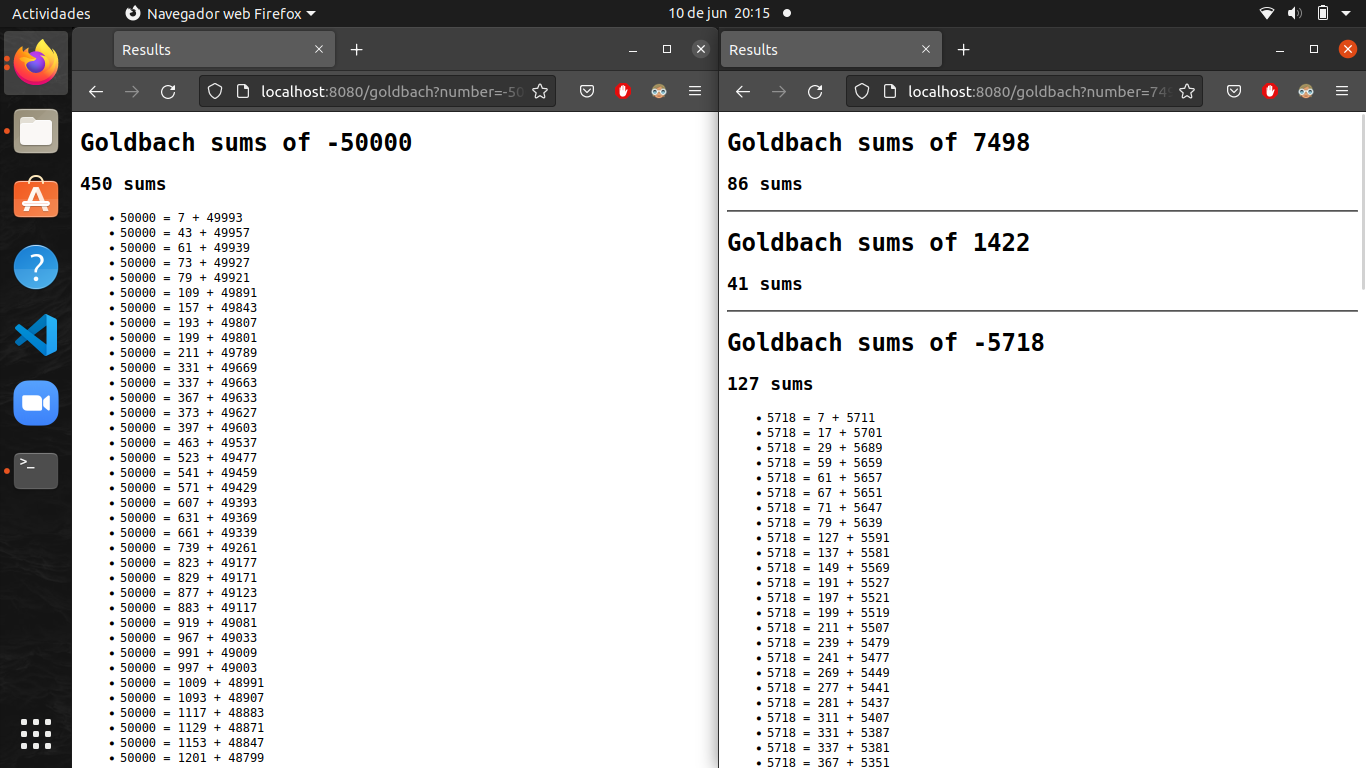 Actividades Navegador web Firefox 10 de jun 20:15
Results
localhost:8080/goldbach?number=-50
Goldbach sums of -50000
450 sums
50000 = 7 + 49993
50000 = 43 + 49957
50000 = 61 + 49939
50000 = 73 + 49927
50000 = 79 + 49921
50000 = 109 + 49891
50000 = 157 + 49843
50000 = 193 + 49807
50000 = 199 + 49801
50000 = 211 + 49789
50000 = 331 + 49669
50000 = 337 + 49663
50000 = 367 + 49633
50000 = 373 + 49627
50000 = 397 + 49603
50000 = 463 + 49537
50000 = 523 + 49477
50000 = 541 + 49459
50000 = 571 + 49429
50000 = 607 + 49393
50000 = 631 + 49369
50000 = 661 + 49339
50000 = 739 + 49261
50000 = 823 + 49177
50000 = 829 + 49171
50000 = 877 + 49123
50000 = 883 + 49117
50000 = 919 + 49081
50000 = 967 + 49033
50000 = 991 + 49009
50000 = 997 + 49003
50000 = 1009 + 48991
50000 = 1093 + 48907
50000 = 1117 + 48883
50000 = 1129 + 48871
50000 = 1153 + 48847
50000 = 1201 + 48799
Results
localhost:8080/goldbach?number=749
Goldbach sums of 7498
86 sums
Goldbach sums of 1422
41 sums
Goldbach sums of -5718
127 sums
5718 = 7 + 5711
5718 = 17 + 5701
5718 = 29 + 5689
5718 = 59 + 5659
5718 = 61 + 5657
5718 = 67 + 5651
5718 = 71 + 5647
5718 = 79 + 5639
5718 = 127 + 5591
5718 = 137 + 5581
5718 = 149 + 5569
5718 = 191 + 5527
5718 = 197 + 5521
5718 = 199 + 5519
5718 = 211 + 5507
5718 = 239 + 5479
5718 = 241 + 5477
5718 = 269 + 5449
5718 = 277 + 5441
5718 = 281 + 5437
5718 = 311 + 5407
5718 = 331 + 5387
5718 = 337 + 5381
5718 = 367 + 5351